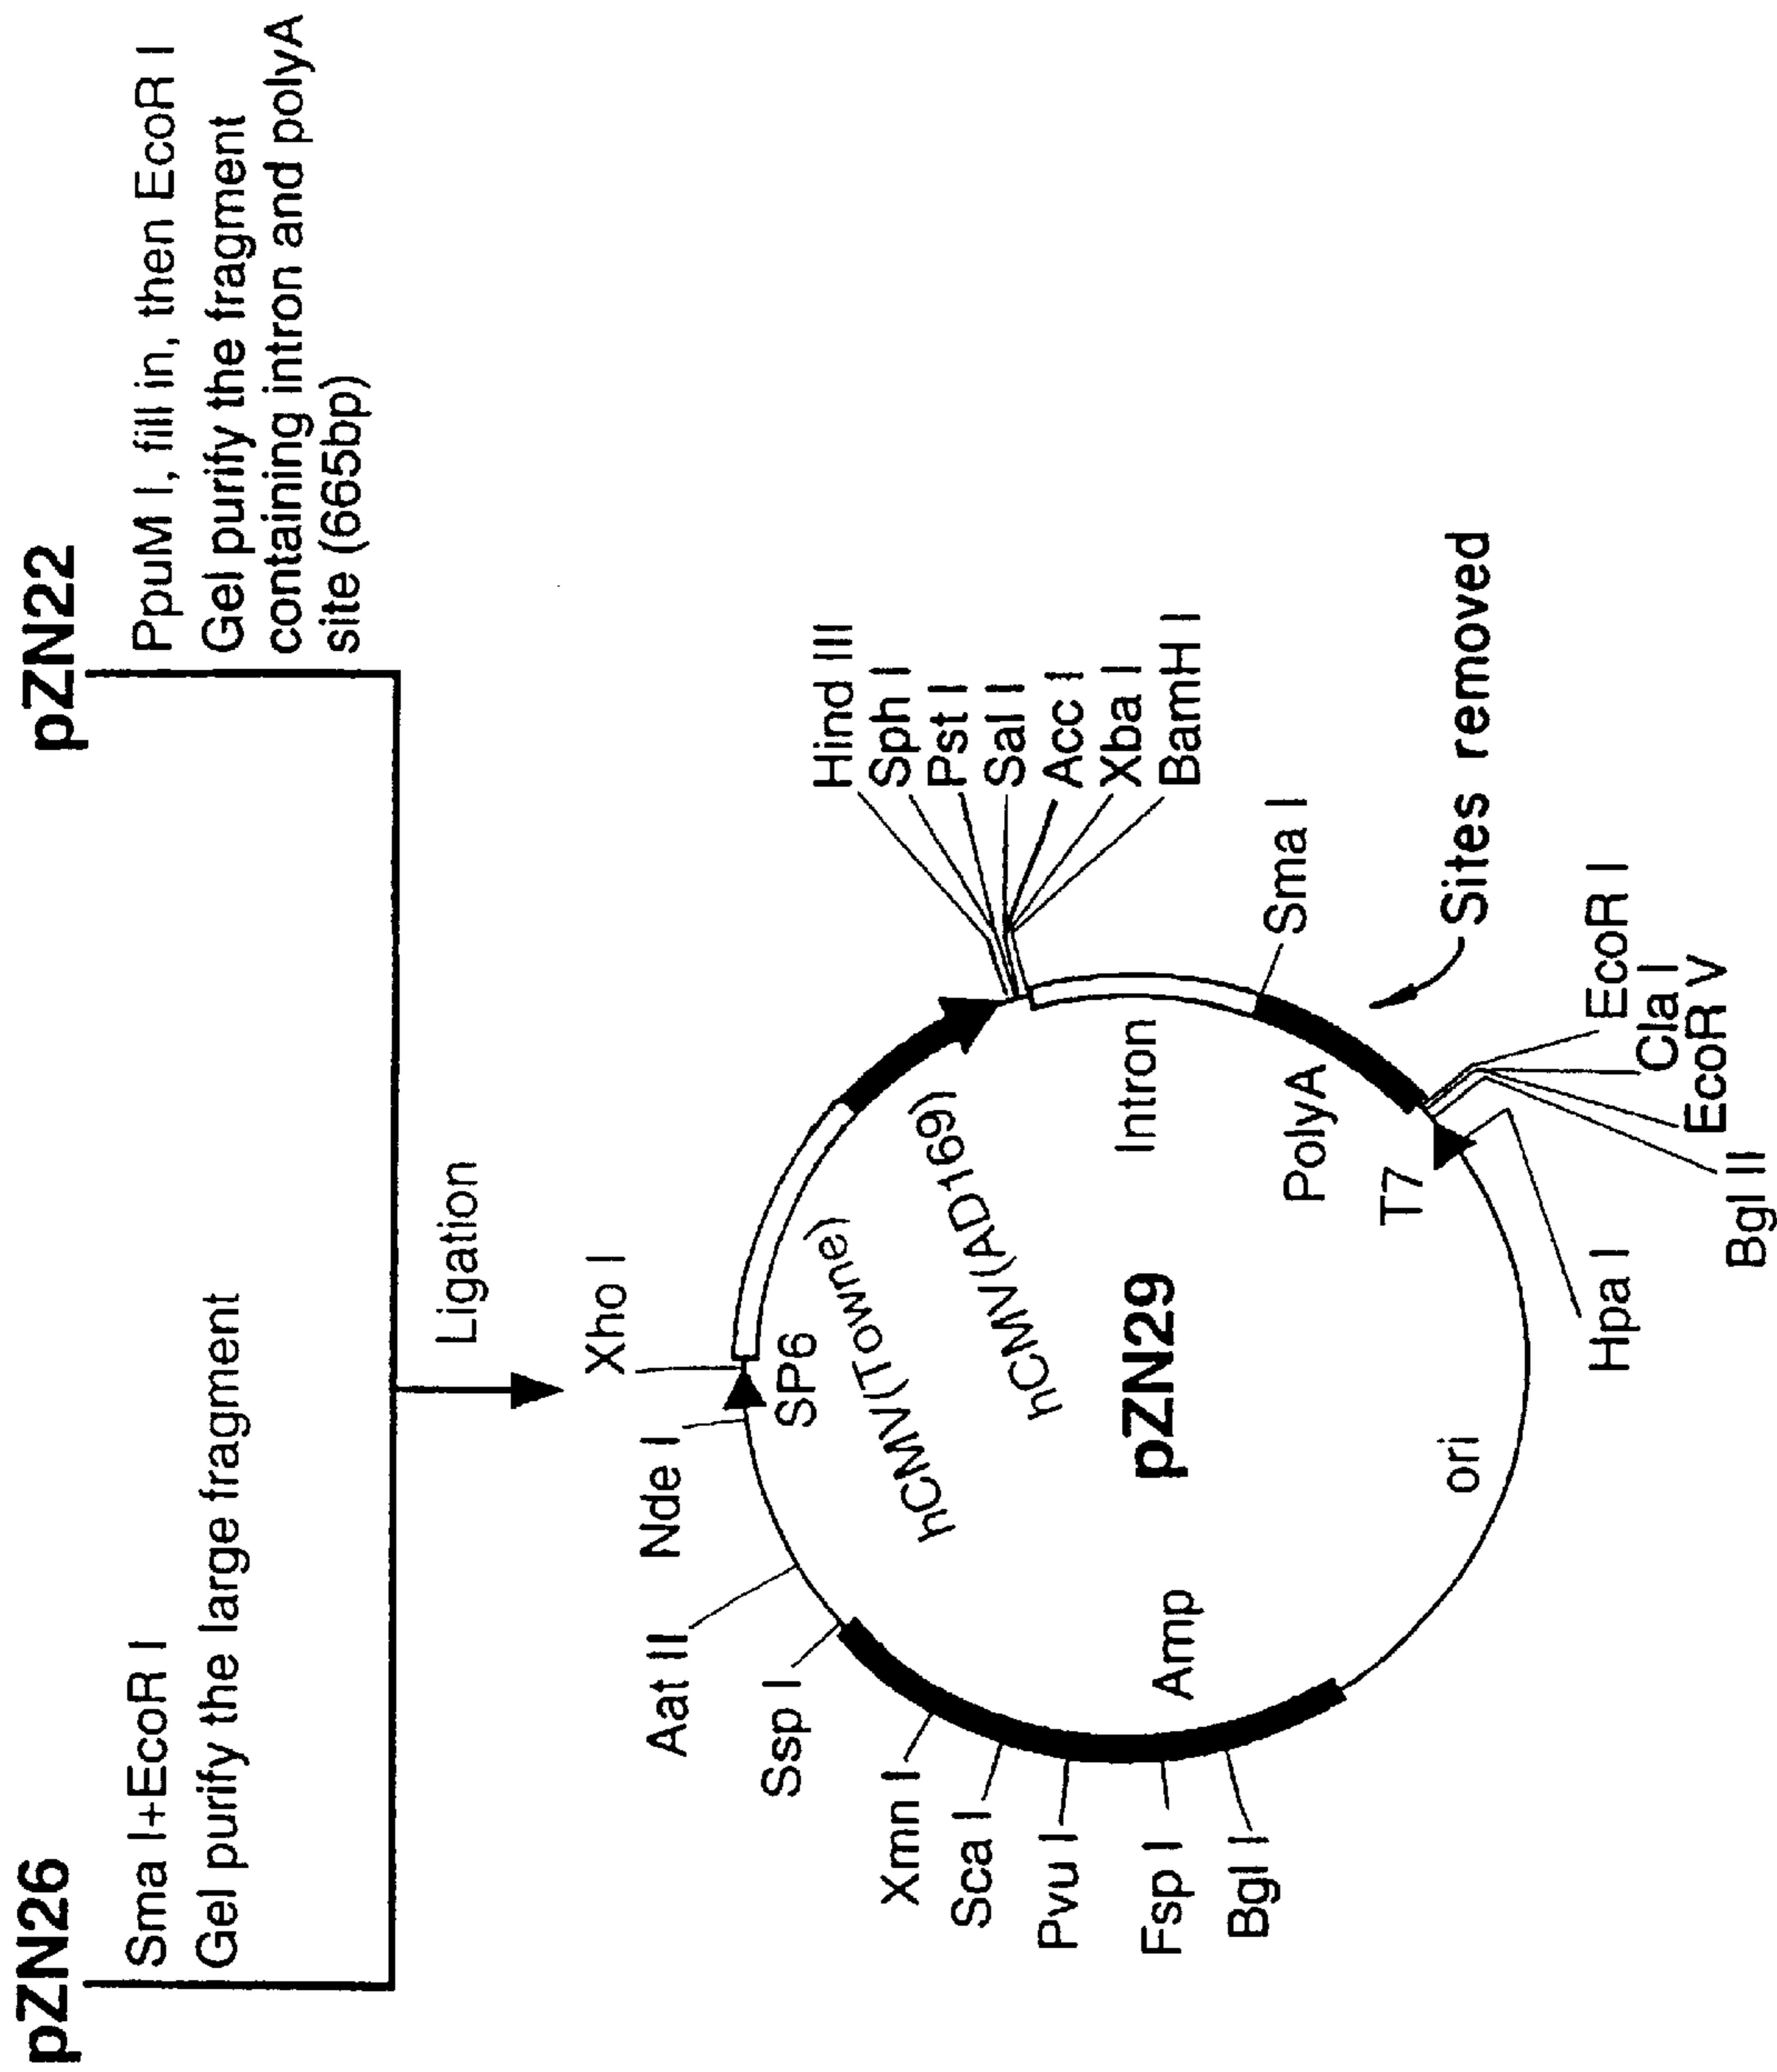 pZN26
Sma I+EcoR I
Gel purify the large fragment
pZN22
PpuM I, fill in, then EcoR I
Gel purify the fragment
containing intron and polyA
site (665bp)
Ligation
Xho I
Nde I
Aat II
Ssp I
Xmn I
Sca I
Pvu I
Fsp I
Bgl I
SP6
hCMV(Towne)
hCMV(AD169)
Hind III
Sph I
Pst I
Sal I
Acc I
Xba I
BamH I
Intron
Sma I
PolyA
Sites removed
EcoR I
Cla I
EcoR V
Bgl II
Hpa I
T7
pZN29
Amp
ori